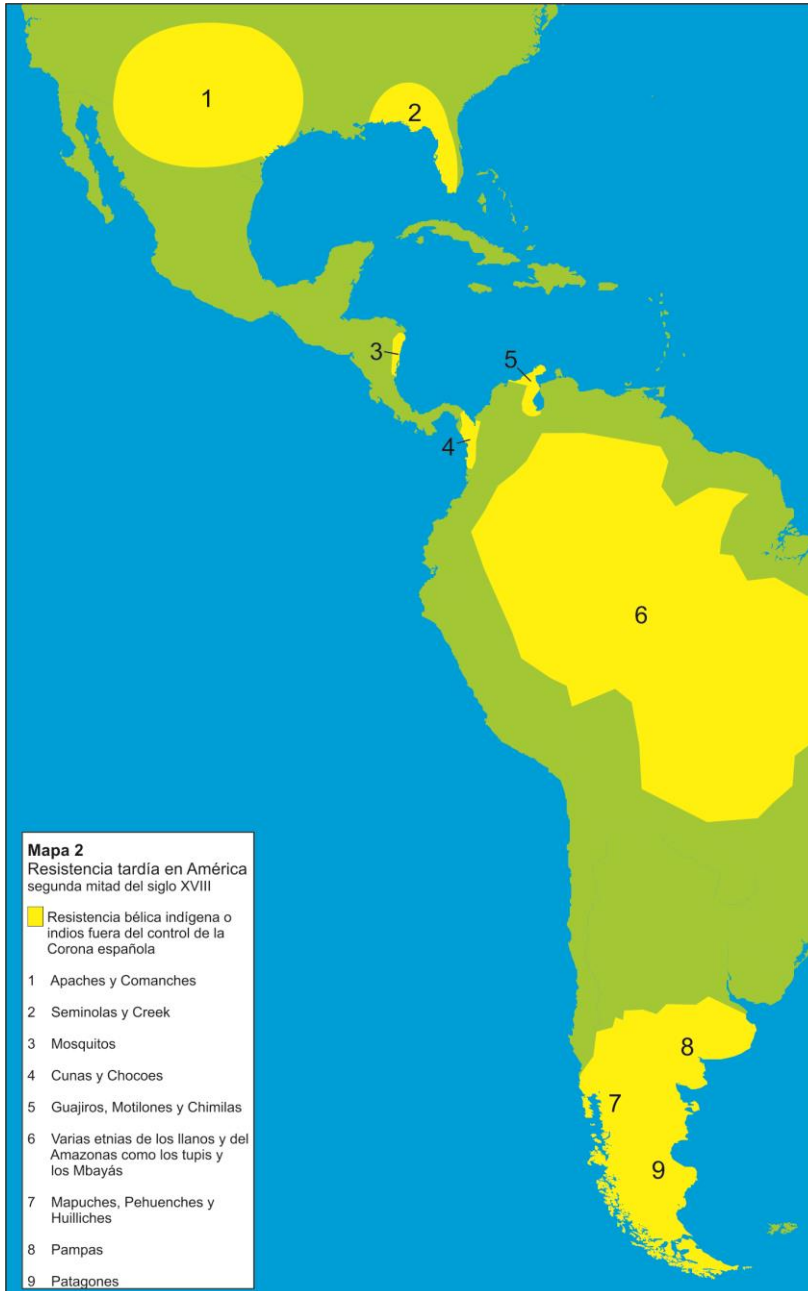 1
2
3
5
4
6
8
7
9
Mapa 2
Resistencia tardía en América
segunda mitad del siglo XVIII
Resistencia bélica indígena o
indios fuera del control de la
Corona española
1 Apaches y Comanches
2 Seminolas y Creek
3 Mosquitos
4 Cunas y Chocoes
5 Guajiros, Motilones y Chimilas
6 Varias etnias de los llanos y del
Amazonas como los tupis y
los Mbayás
7 Mapuches, Pehuenches y
Huilliches
8 Pampas
9 Patagones